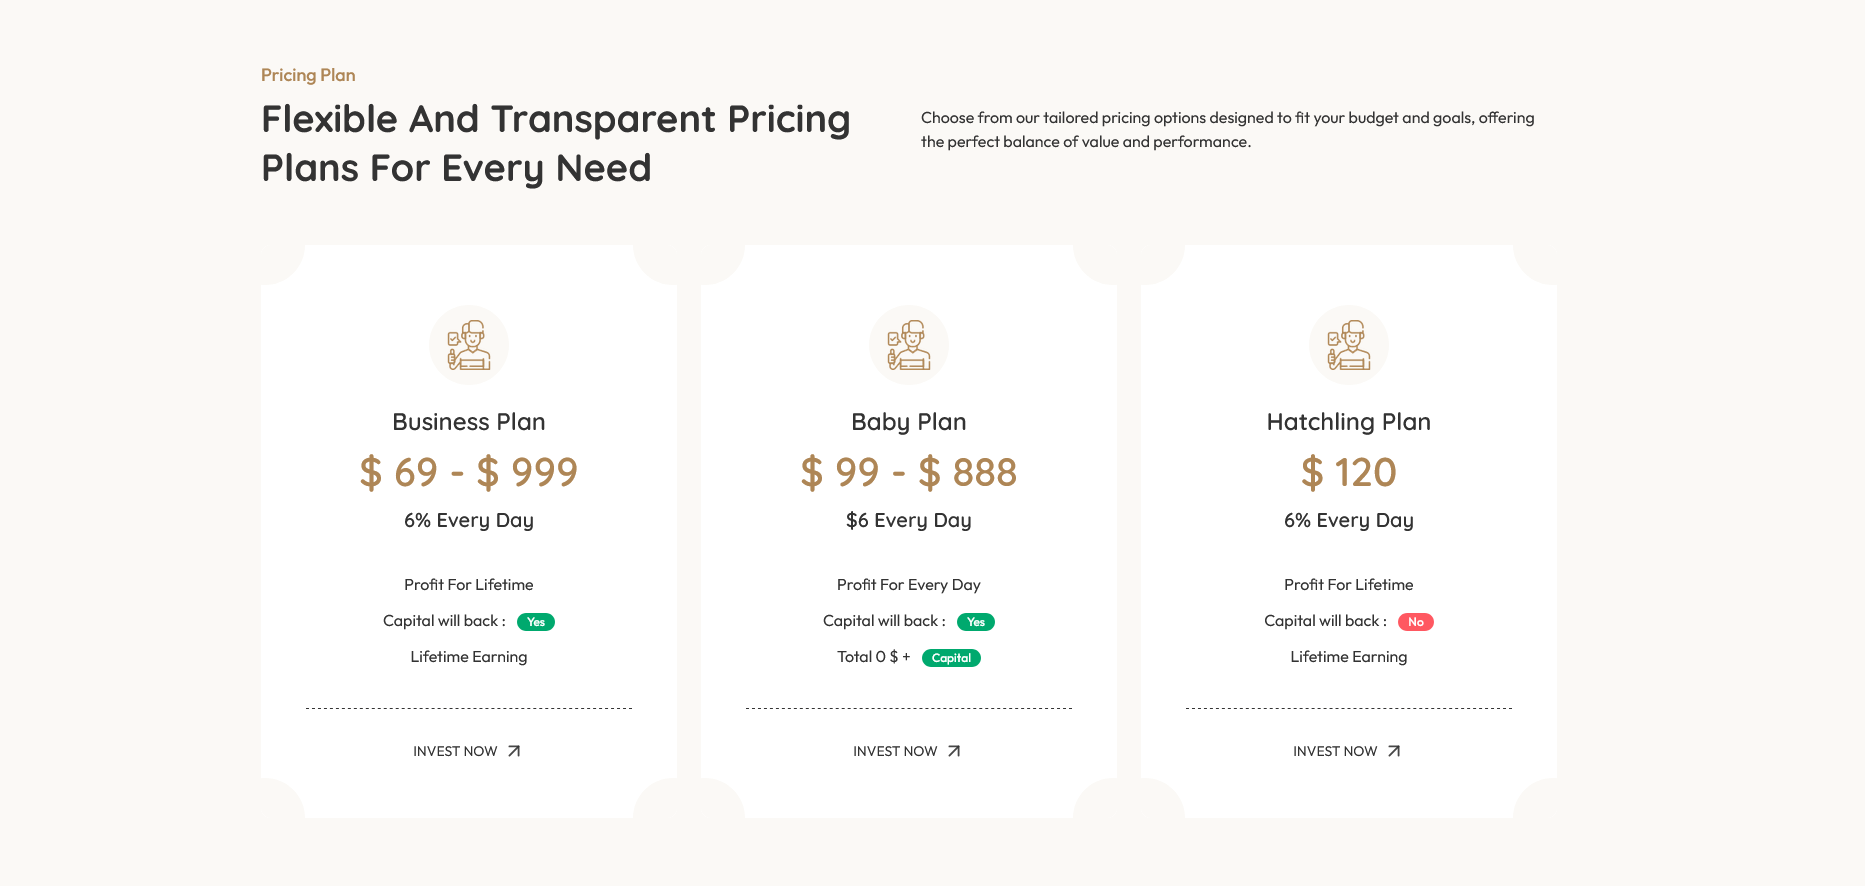 Pricing Plan
Flexible And Transparent Pricing
Plans For Every Need
Choose from our tailored pricing options designed to fit your budget and goals, offering
the perfect balance of value and performance.
Business Plan
$ 69 - $ 999
6% Every Day
Profit For Lifetime
Capital will back : Yes
Lifetime Earning
INVEST NOW
Baby Plan
$ 99 - $ 888
$6 Every Day
Profit For Every Day
Capital will back : Yes
Total 0 $ + Capital
INVEST NOW
Hatchling Plan
$ 120
6% Every Day
Profit For Lifetime
Capital will back : No
Lifetime Earning
INVEST NOW